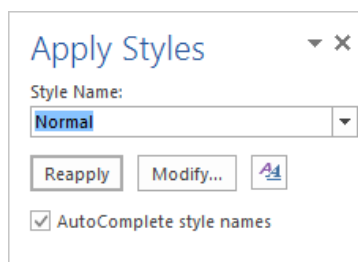 Apply Styles
Style Name:
Normal
Reapply Modify...
AutoComplete style names